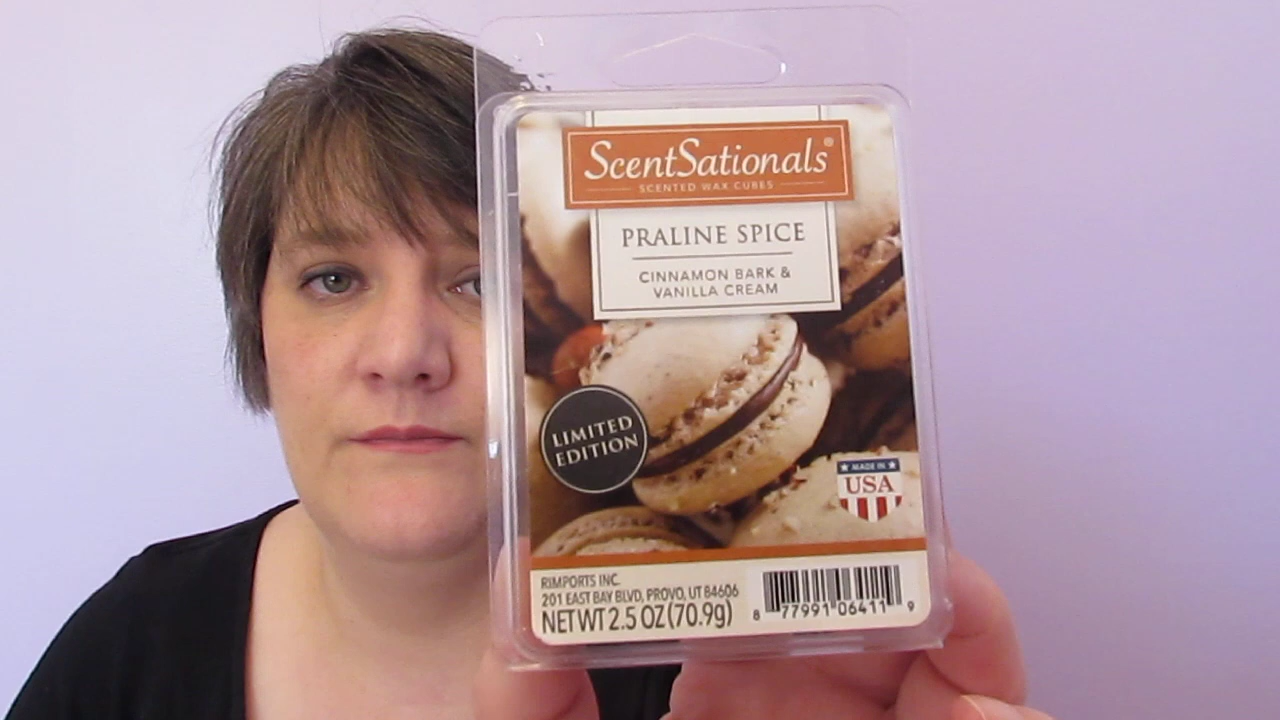 ScentSationals®
SCENTED WAX CUBES
PRALINE SPICE
CINNAMON BARK &
VANILLA CREAM
LIMITED
EDITION
MADE IN
USA
RIMPORTS INC.
201 EAST BAY BLVD, PROVO, UT 84606
NET WT 2.5 OZ (70.9g)
8 77991 06411 9